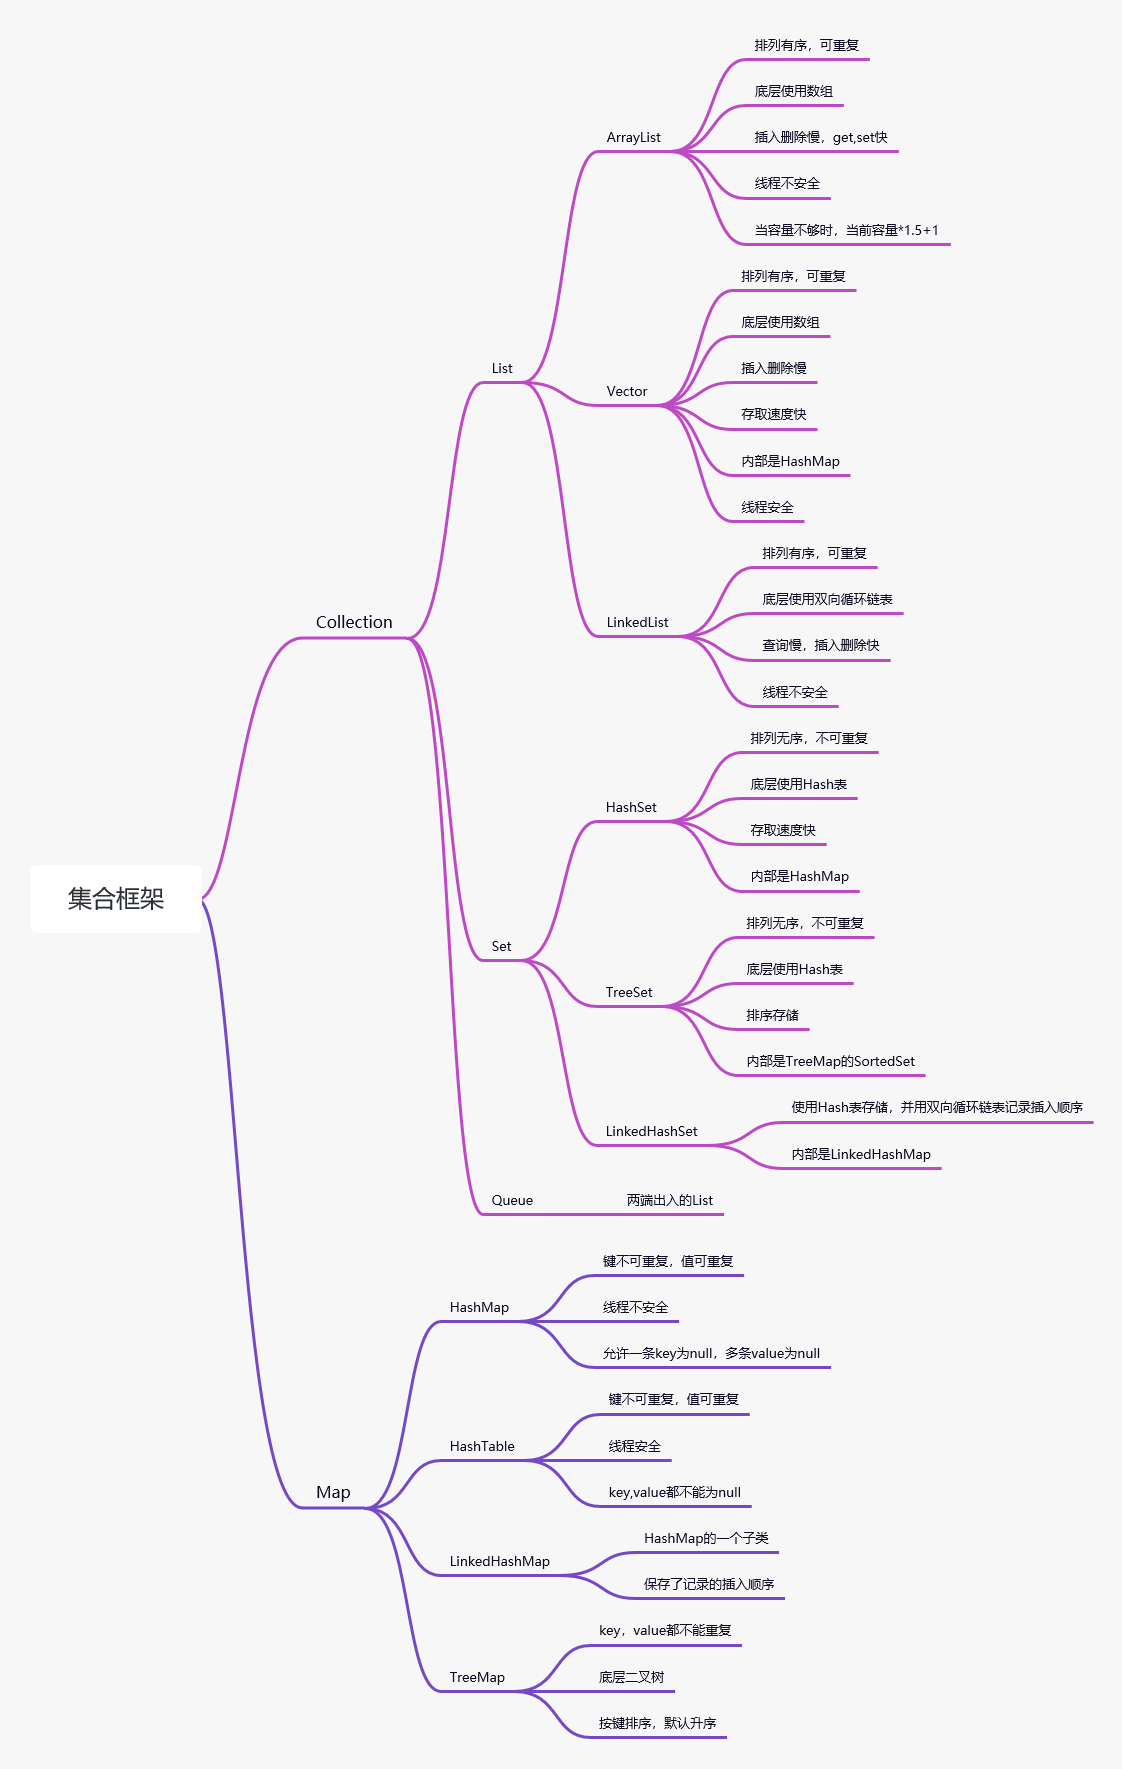 集合框架
Collection
List
ArrayList
排列有序，可重复
底层使用数组
插入删除慢，get,set快
线程不安全
当容量不够时，当前容量*1.5+1
Vector
排列有序，可重复
底层使用数组
插入删除慢
存取速度快
内部是HashMap
线程安全
LinkedList
排列有序，可重复
底层使用双向循环链表
查询慢，插入删除快
线程不安全
Set
HashSet
排列无序，不可重复
底层使用Hash表
存取速度快
内部是HashMap
TreeSet
排列无序，不可重复
底层使用Hash表
排序存储
内部是TreeMap的SortedSet
LinkedHashSet
使用Hash表存储，并用双向循环链表记录插入顺序
内部是LinkedHashMap
Queue
两端出入的List
Map
HashMap
键不可重复，值可重复
线程不安全
允许一条key为null，多条value为null
HashTable
键不可重复，值可重复
线程安全
key,value都不能为null
LinkedHashMap
HashMap的一个子类
保存了记录的插入顺序
TreeMap
key，value都不能重复
底层二叉树
按键排序，默认升序